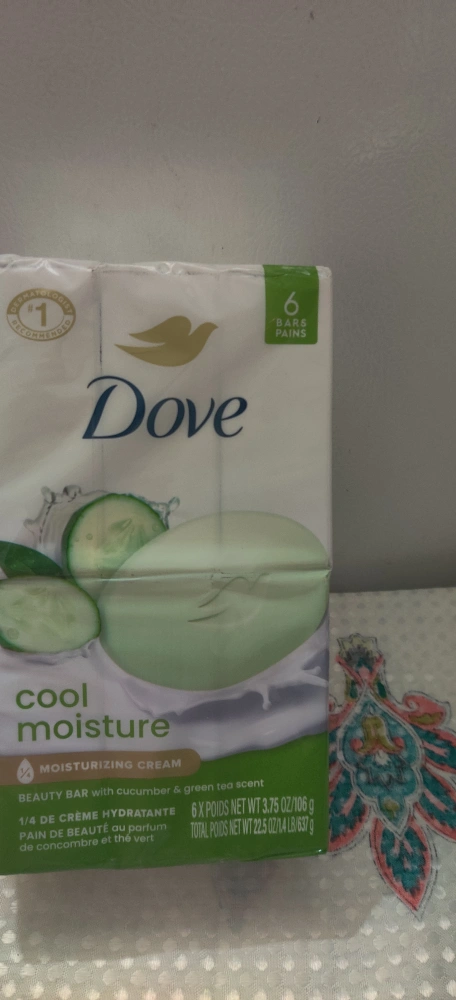 DERMATOLOGIST
#1
RECOMMENDED
6
BARS
PAINS
Dove
cool
moisture
MOISTURIZING CREAM
BEAUTY BAR with cucumber & green tea scent
1/4 DE CRÈME HYDRATANTE
PAIN DE BEAUTÉ au parfum
de concombre et thé vert
6 X POIDS NET WT 3.75 OZ/106 g
TOTAL POIDS NET WT 22.5 OZ/1.4 LB/637 g